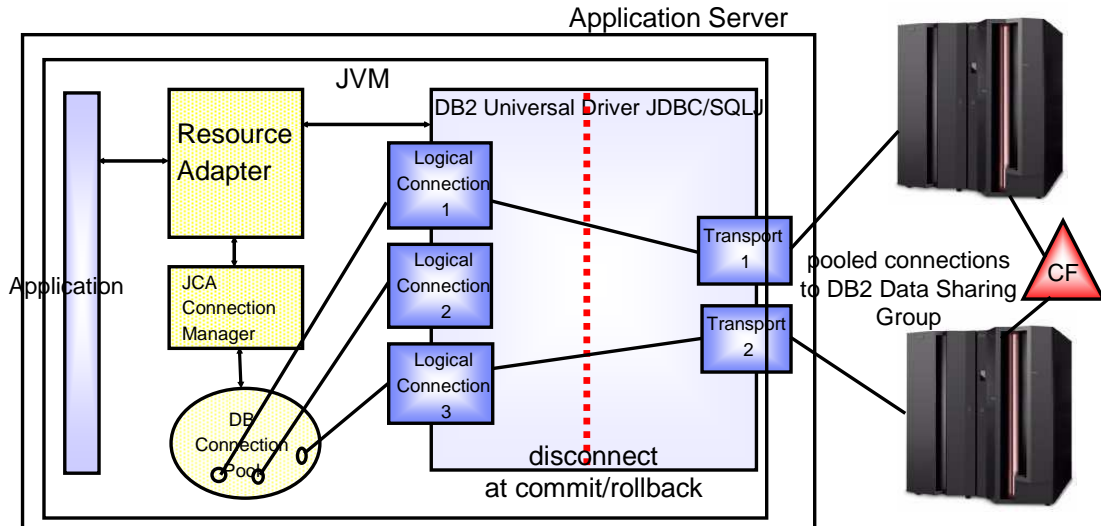 Application Server
JVM
DB2 Universal Driver JDBC/SQLJ
Resource
Adapter
Logical
Connection
1
Logical
Connection
2
Logical
Connection
3
Transport
1
Transport
2
Application
JCA
Connection
Manager
DB
Connection
Pool
pooled connections
to DB2 Data Sharing
Group
CF
disconnect
at commit/rollback